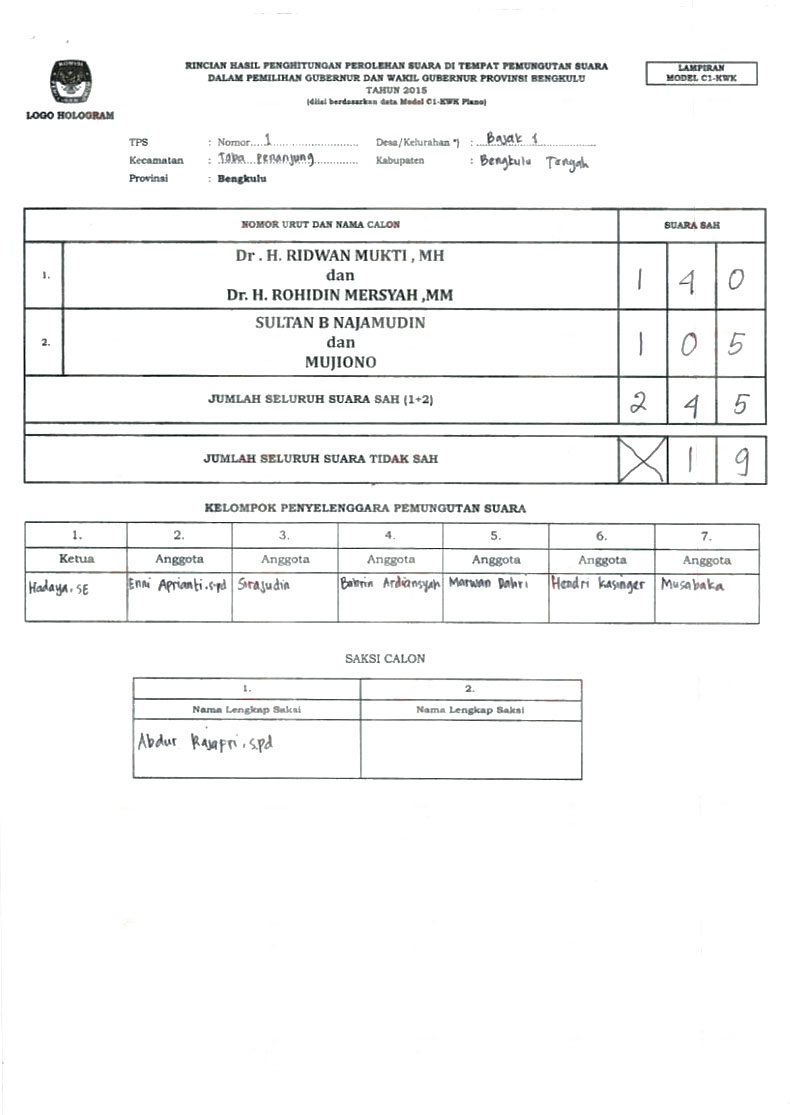 RINCIAN HASIL PENGHITUNGAN PEROLEHAN SUARA DI TEMPAT PEMUNGUTAN SUARA
DALAM PEMILIHAN GUBERNUR DAN WAKIL GUBERNUR PROVINSI BENGKULU
TAHUN 2015
(diisi berdasarkan data Model C1-KWK Plano)
LAMPIRAN
MODEL C1-KWK
LOGO HOLOGRAM
TPS : Nomor 1 Desa/Kelurahan *) : Bajak 1
Kecamatan : Taba Penanjung Kabupaten : Bengkulu Tengah
Provinsi : Bengkulu
NOMOR URUT DAN NAMA CALON SUARA SAH
1. Dr . H. RIDWAN MUKTI , MH
dan
Dr. H. ROHIDIN MERSYAH ,MM 1 4 0
2. SULTAN B NAJAMUDIN
dan
MUJIONO 1 0 5
JUMLAH SELURUH SUARA SAH (1+2) 2 4 5
JUMLAH SELURUH SUARA TIDAK SAH X 1 9
KELOMPOK PENYELENGGARA PEMUNGUTAN SUARA
1. 2. 3. 4. 5. 6. 7.
Ketua Anggota Anggota Anggota Anggota Anggota Anggota
Hadaya, SE Enni Aprianti.s.pd Sirajudin Bahrin Ardiansyah Marwan Dahri Hendri Kasinger Musabaka
SAKSI CALON
1. 2.
Nama Lengkap Saksi Nama Lengkap Saksi
Abdur Rajapri, s.pd